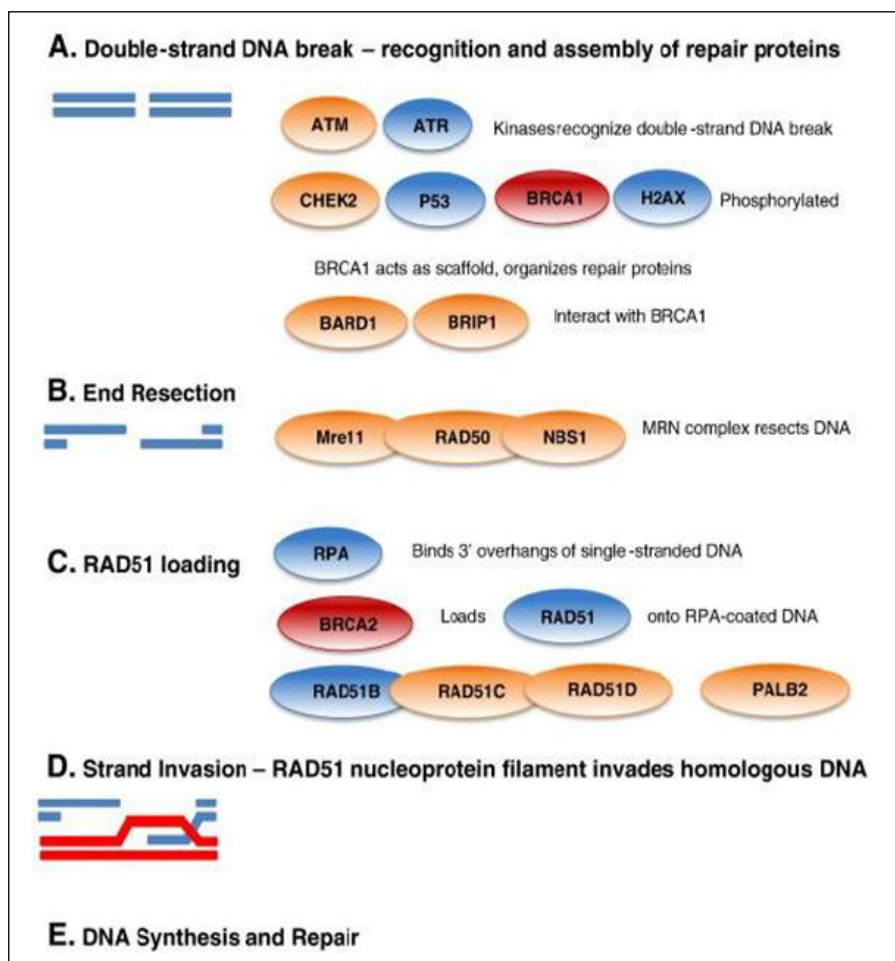 A. Double-strand DNA break – recognition and assembly of repair proteins
ATM ATR Kinasesrecognize double-strand DNA break
CHEK2 P53 BRCA1 H2AX Phosphorylated
BRCA1 acts as scaffold, organizes repair proteins
BARD1 BRIP1 Interact with BRCA1
B. End Resection
Mre11 RAD50 NBS1 MRN complex resects DNA
RPA Binds 3’ overhangs of single-stranded DNA
C. RAD51 loading
BRCA2 Loads RAD51 onto RPA-coated DNA
RAD51B RAD51C RAD51D PALB2
D. Strand Invasion – RAD51 nucleoprotein filament invades homologous DNA
E. DNA Synthesis and Repair